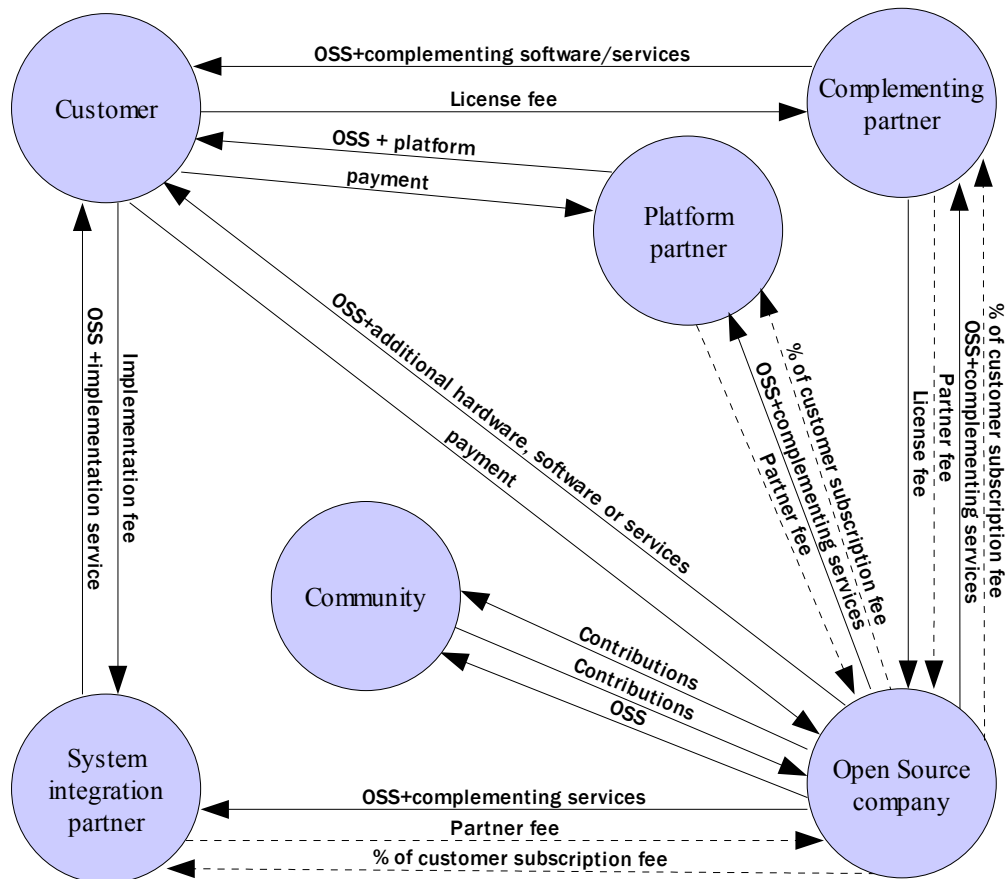 OSS+complementing software/services
Customer
License fee
Complementing
partner
OSS + platform
payment
Platform
partner
OSS +implementation service
Implementation fee
OSS+additional hardware, software or services
payment
% of customer subscription fee
OSS+complementing services
Partner fee
License fee
Partner fee
OSS+complementing services
% of customer subscription fee
Community
Contributions
Contributions
OSS
System
integration
partner
Open Source
company
OSS+complementing services
Partner fee
% of customer subscription fee